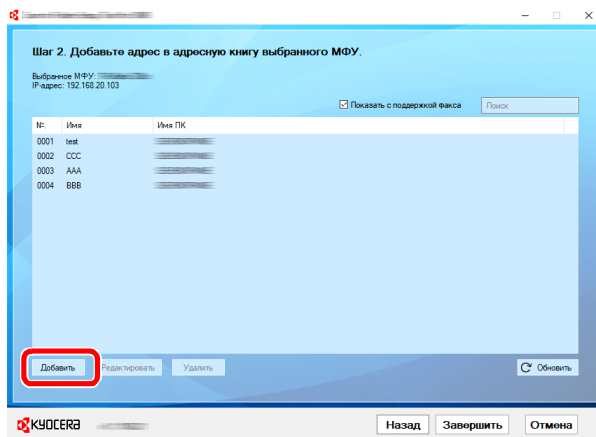 Шаг 2. Добавьте адрес в адресную книгу выбранного МФУ.
Выбранное МФУ:
IP-адрес: 192.168.20.103
Показать с поддержкой факса Поиск
№. Имя Имя ПК
0001 test
0002 CCC
0003 AAA
0004 BBB
Добавить Редактировать Удалить Обновить
KYOCERA Назад Завершить Отмена